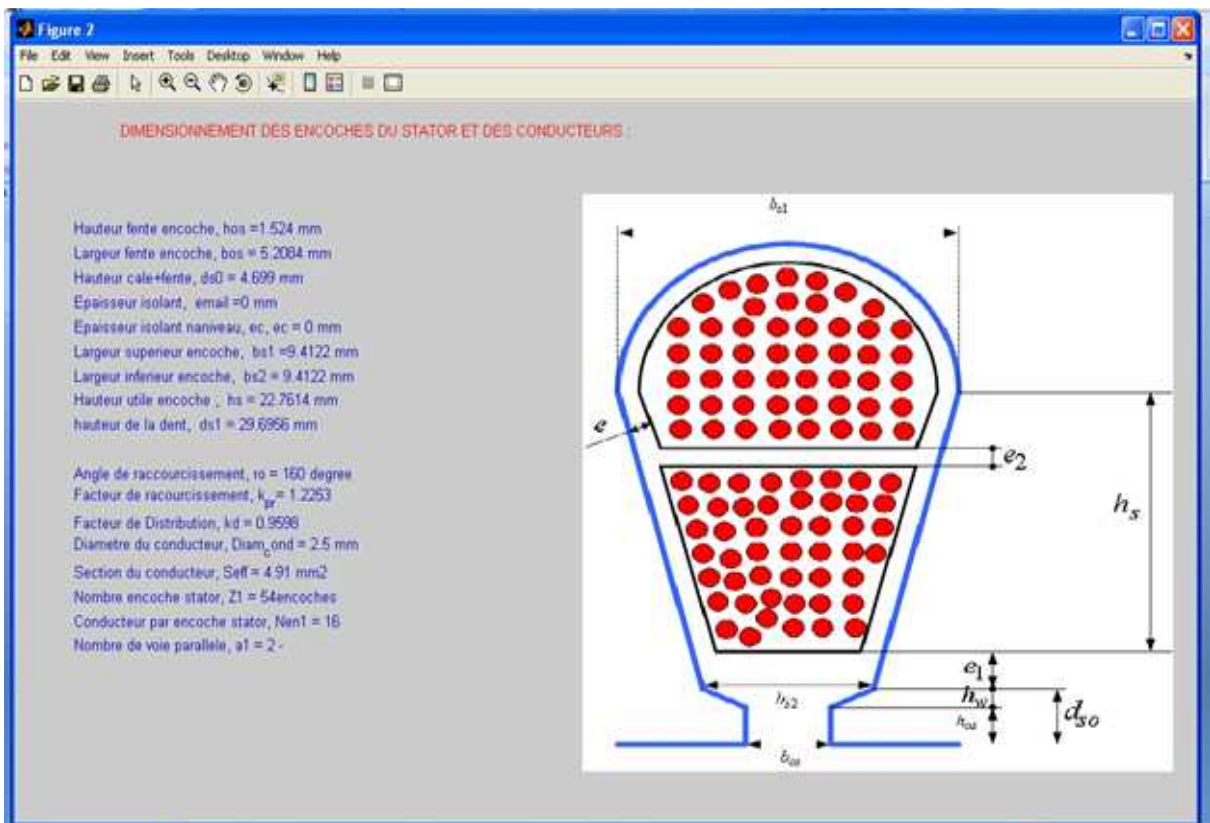 Figure 2
File Edit View Insert Tools Desktop Window Help
DIMENSIONNEMENT DES ENCOCHES DU STATOR ET DES CONDUCTEURS :
Hauteur fente encoche, hos =1.524 mm
Largeur fente encoche, bos = 5.2084 mm
Hauteur cale+fente, ds0 = 4.699 mm
Epaisseur isolant, email =0 mm
Epaisseur isolant naniveau, ec, ec = 0 mm
Largeur superieur encoche, bs1 =9.4122 mm
Largeur inferieur encoche, bs2 = 9.4122 mm
Hauteur utile encoche , hs = 22.7614 mm
hauteur de la dent, ds1 = 29.6956 mm
Angle de raccourcissement, ro = 160 degree
Facteur de racourcissement, kpr= 1.2253
Facteur de Distribution, kd = 0.9598
Diametre du conducteur, Diamcond = 2.5 mm
Section du conducteur, Seff = 4.91 mm2
Nombre encoche stator, Z1 = 54encoches
Conducteur par encoche stator, Nen1 = 16
Nombre de voie parallele, a1 = 2 -
bs1
e
e2
hs
e1
hw
hos
dso
bs2
bos